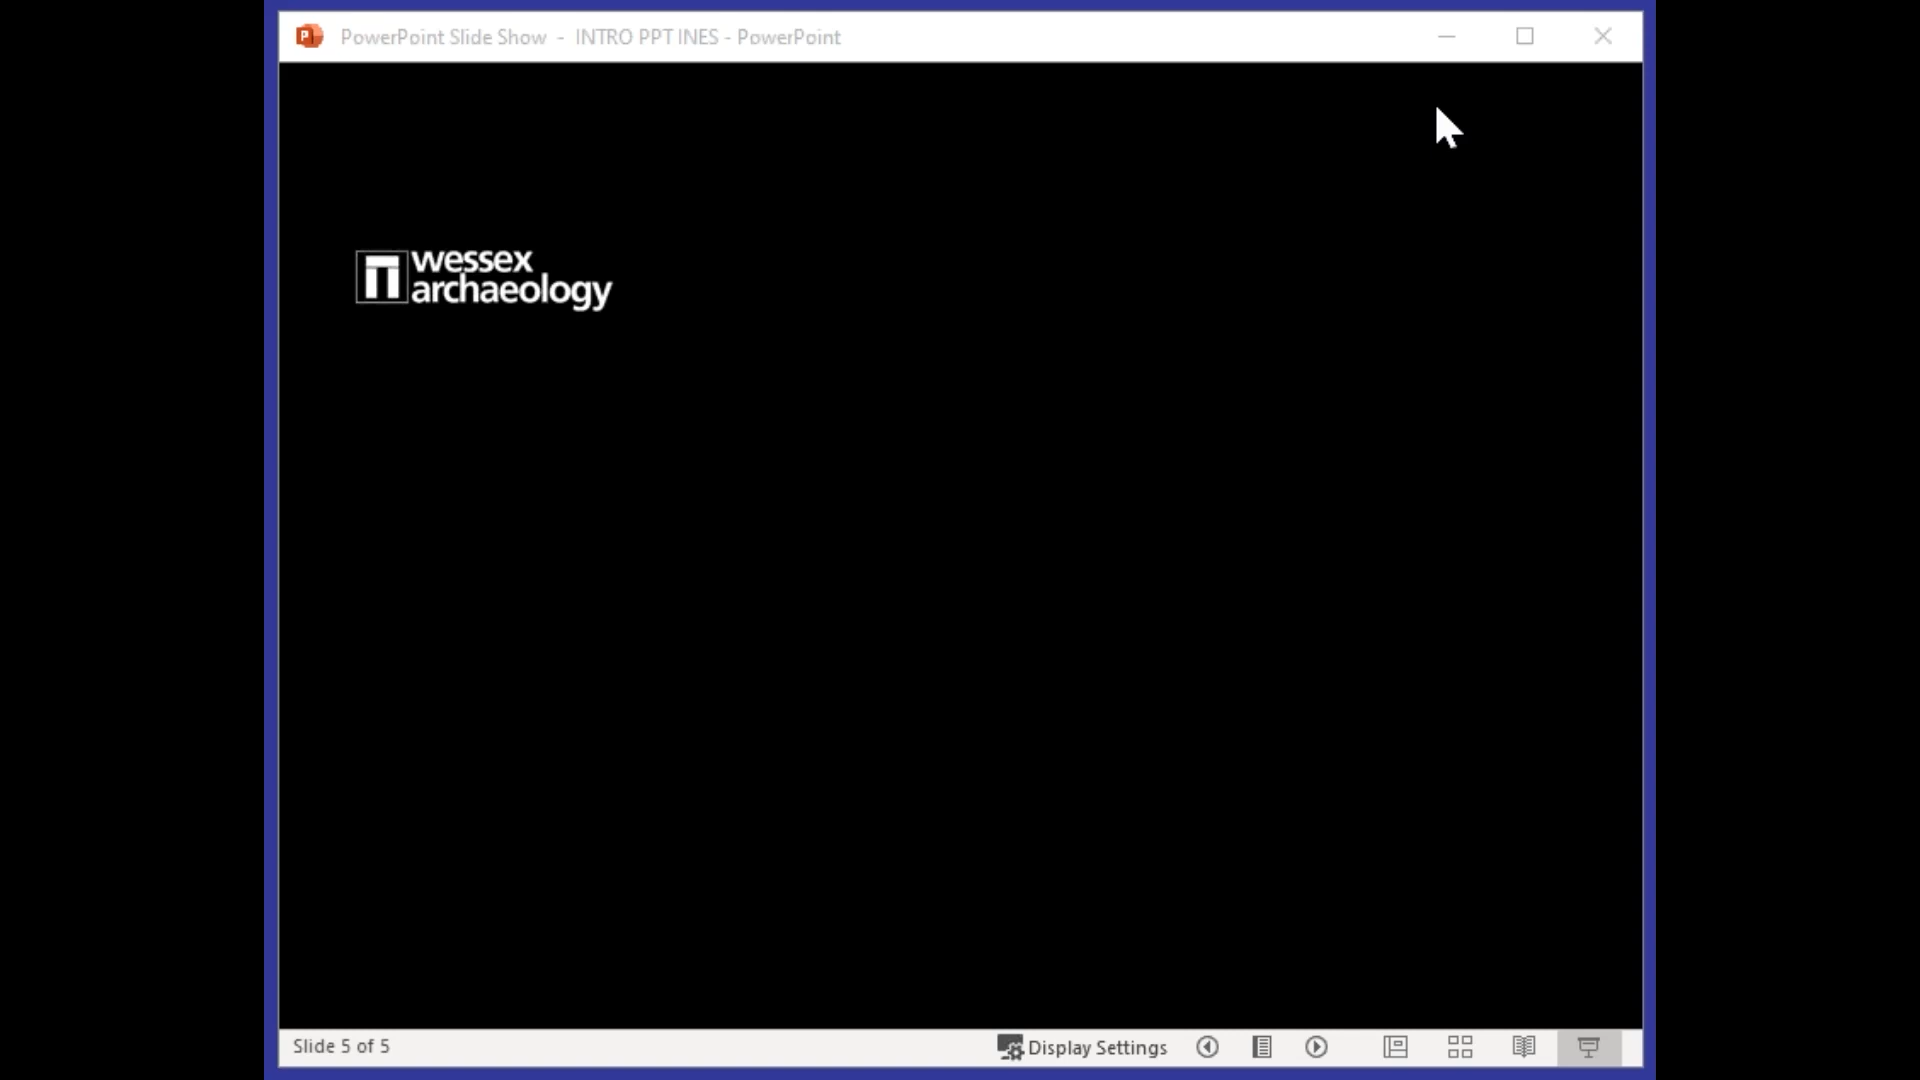 PowerPoint Slide Show - INTRO PPT INES - PowerPoint
wessex
archaeology
Slide 5 of 5
Display Settings